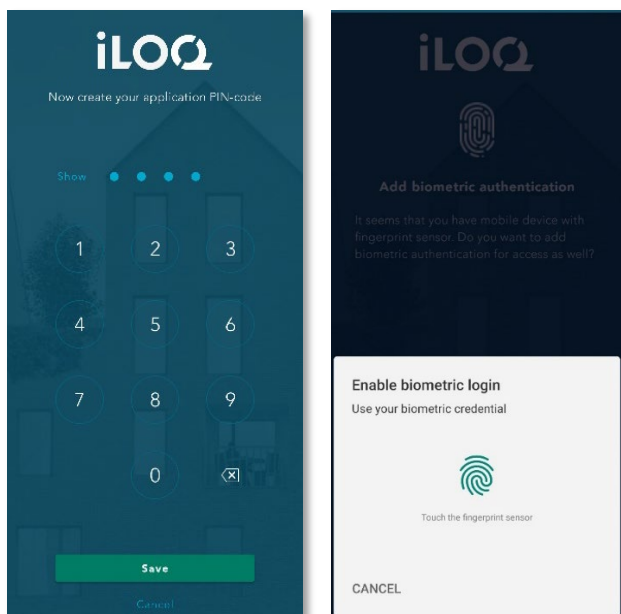 iLOQ
Now create your application PIN-code
Show
1 2 3
4 5 6
7 8 9
0
Save
Cancel
iLOQ
Add biometric authentication
It seems that you have mobile device with
fingerprint sensor. Do you want to add
biometric authentication for access as well?
Enable biometric login
Use your biometric credential
Touch the fingerprint sensor
CANCEL